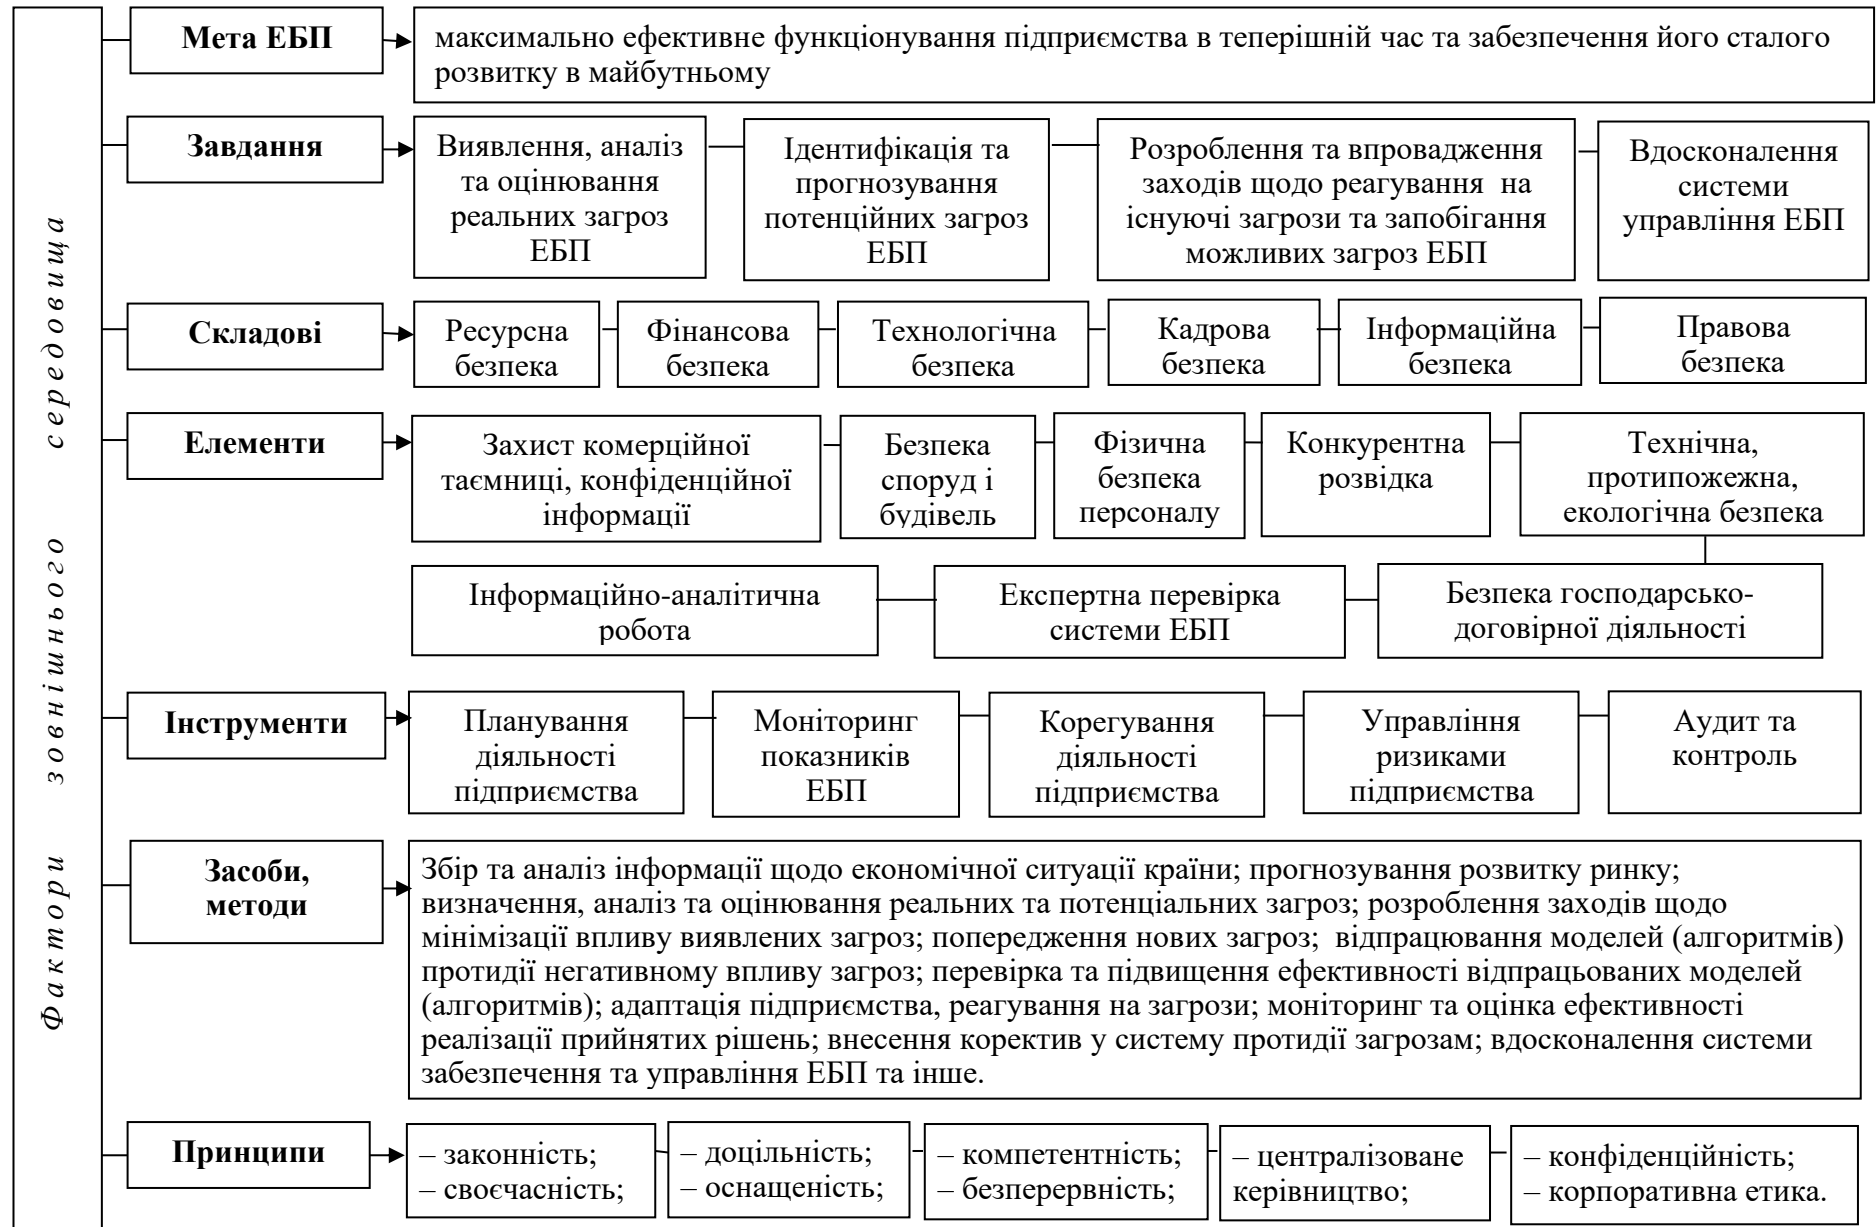 Фактори зовнішнього середовища
Мета ЕБП
максимально ефективне функціонування підприємства в теперішній час та забезпечення його сталого
розвитку в майбутньому
Завдання
Виявлення, аналіз
та оцінювання
реальних загроз
ЕБП
Ідентифікація та
прогнозування
потенційних загроз
ЕБП
Розроблення та впровадження
заходів щодо реагування  на
існуючі загрози та запобігання
можливих загроз ЕБП
Вдосконалення
системи
управління ЕБП
Складові
Ресурсна
безпека
Фінансова
безпека
Технологічна
безпека
Кадрова
безпека
Інформаційна
безпека
Правова
безпека
Елементи
Захист комерційної
таємниці, конфіденційної
інформації
Безпека
споруд і
будівель
Фізична
безпека
персоналу
Конкурентна
розвідка
Технічна,
протипожежна,
екологічна безпека
Інформаційно-аналітична
робота
Експертна перевірка
системи ЕБП
Безпека господарсько-
договірної діяльності
Інструменти
Планування
діяльності
підприємства
Моніторинг
показників
ЕБП
Корегування
діяльності
підприємства
Управління
ризиками
підприємства
Аудит та
контроль
Засоби,
методи
Збір та аналіз інформації щодо економічної ситуації країни; прогнозування розвитку ринку;
визначення, аналіз та оцінювання реальних та потенціальних загроз; розроблення заходів щодо
мінімізації впливу виявлених загроз; попередження нових загроз;  відпрацювання моделей (алгоритмів)
протидії негативному впливу загроз; перевірка та підвищення ефективності відпрацьованих моделей
(алгоритмів); адаптація підприємства, реагування на загрози; моніторинг та оцінка ефективності
реалізації прийнятих рішень; внесення коректив у систему протидії загрозам; вдосконалення системи
забезпечення та управління ЕБП та інше.
Принципи
– законність;
– своєчасність;
– доцільність;
– оснащеність;
– компетентність;
– безперервність;
– централізоване
керівництво;
– конфіденційність;
– корпоративна етика.